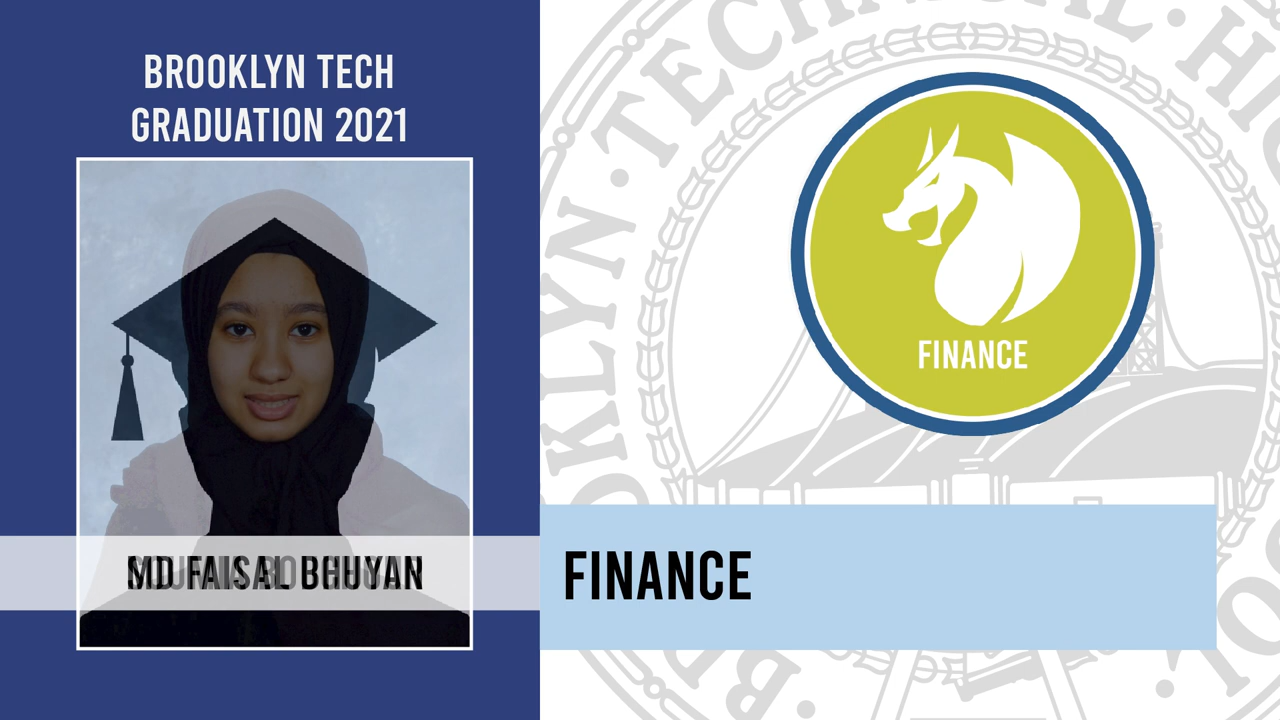 BROOKLYN TECH
GRADUATION 2021
MD FAISAL BHUYAN
FINANCE
FINANCE